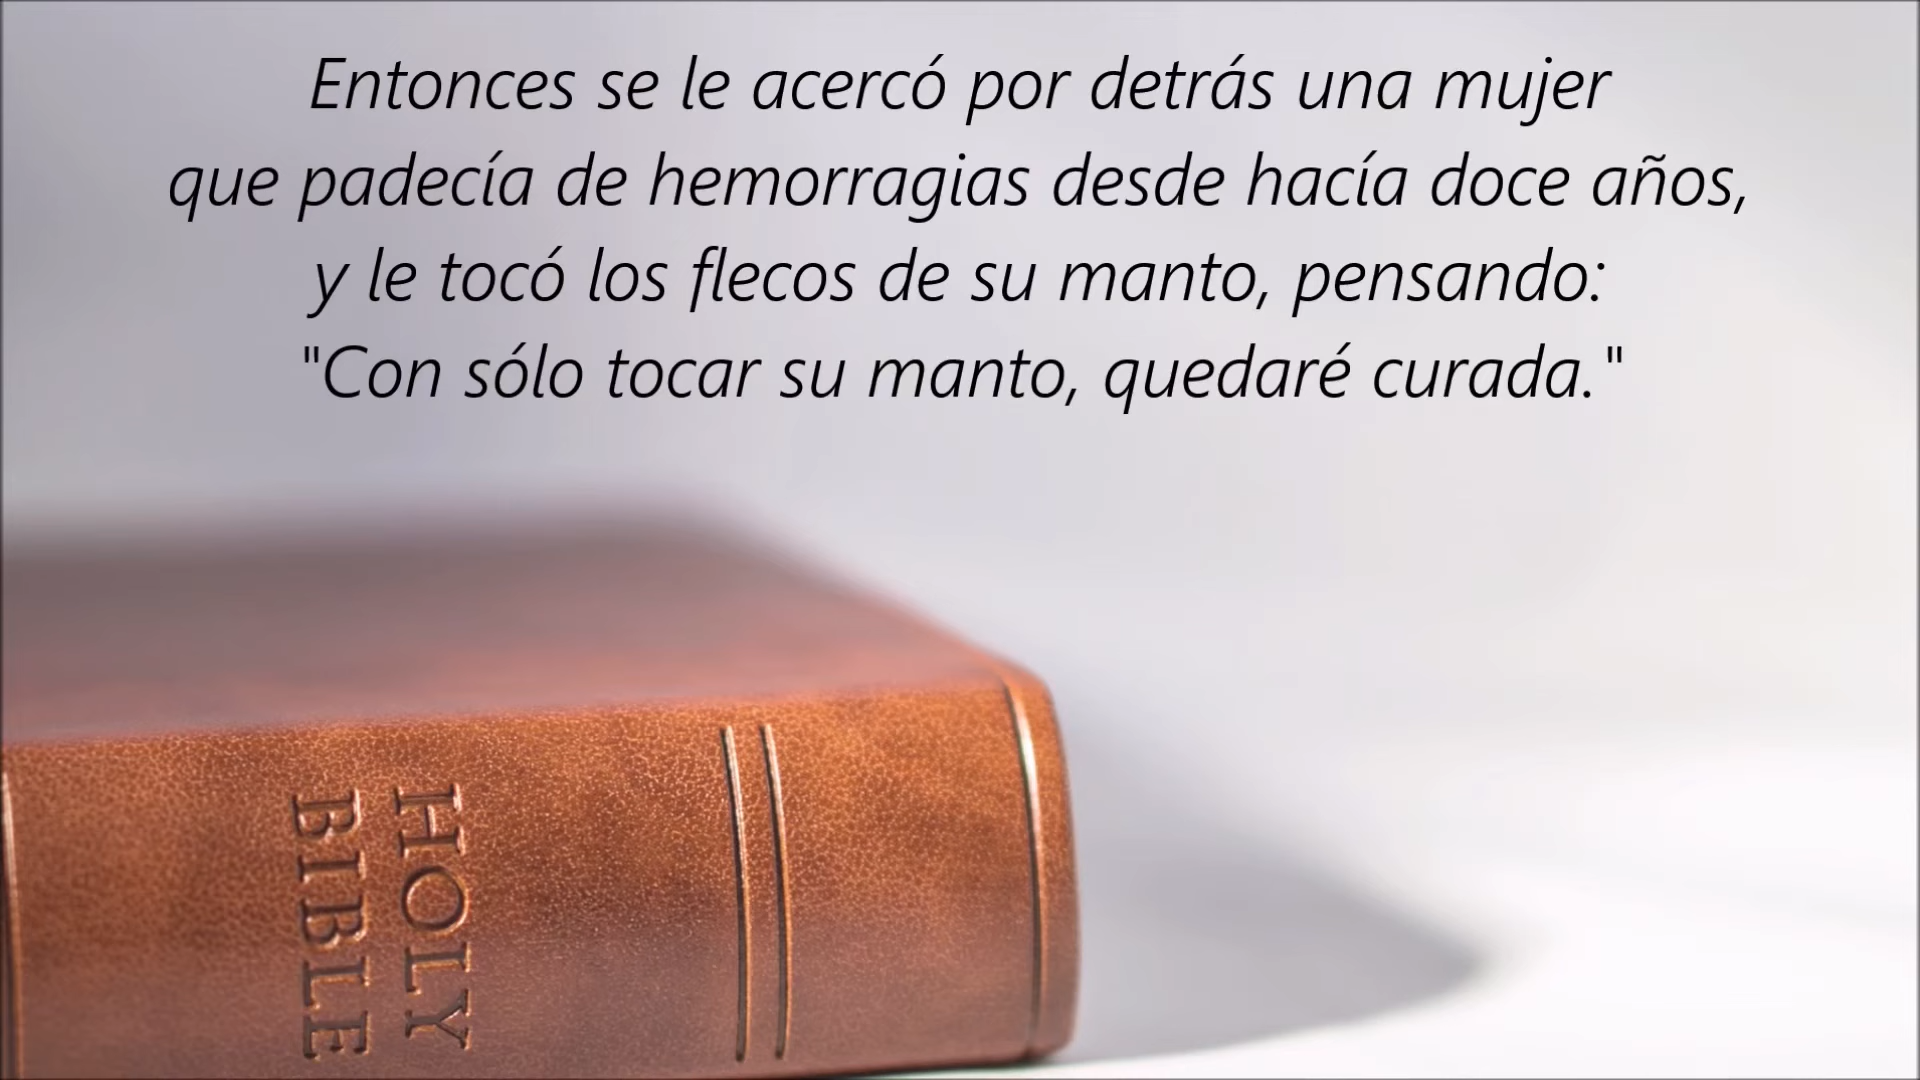 Entonces se le acercó por detrás una mujer
que padecía de hemorragias desde hacía doce años,
y le tocó los flecos de su manto, pensando:
"Con sólo tocar su manto, quedaré curada."
HOLY
BIBLE